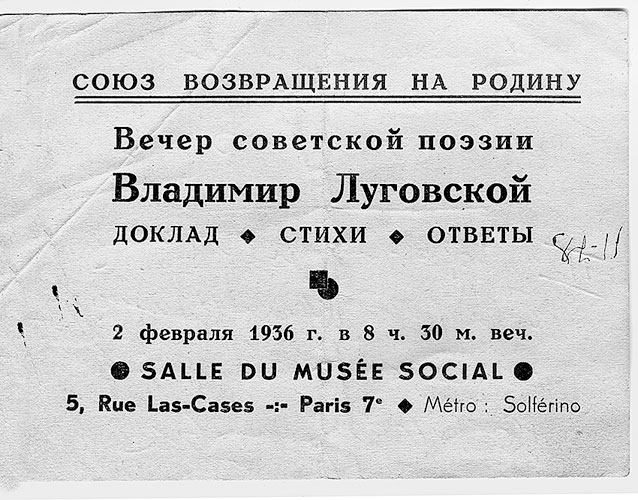 СОЮЗ ВОЗВРАЩЕНИЯ НА РОДИНУ
Вечер советской поэзии
Владимир Луговской
ДОКЛАД ◆ СТИХИ ◆ ОТВЕТЫ
2 февраля 1936 г. в 8 ч. 30 м. веч.
● SALLE DU MUSÉE SOCIAL ●
5, Rue Las-Cases -:- Paris 7e ◆ Métro : Solférino